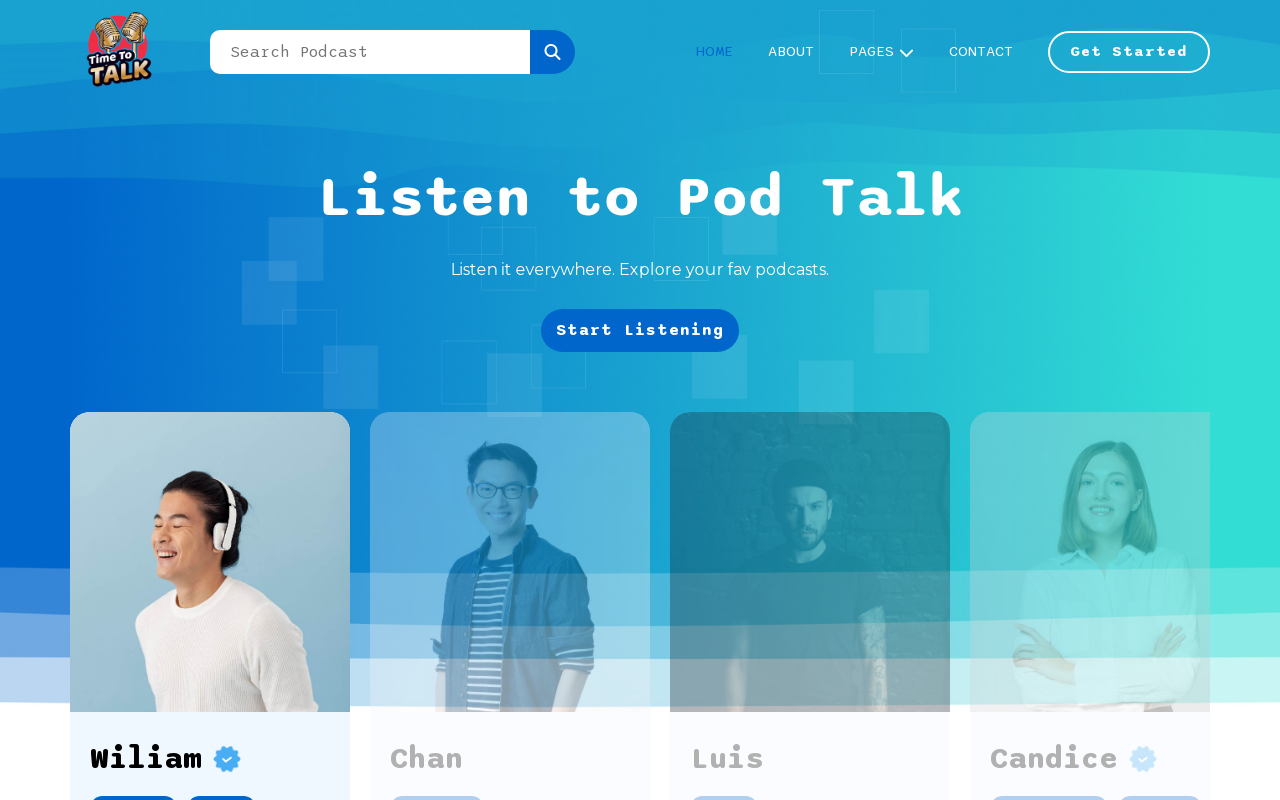 Time To
TALK
Search Podcast
HOME
ABOUT
PAGES
CONTACT
Get Started
Listen to Pod Talk
Listen it everywhere. Explore your fav podcasts.
Start Listening
Wiliam
Chan
Luis
Candice